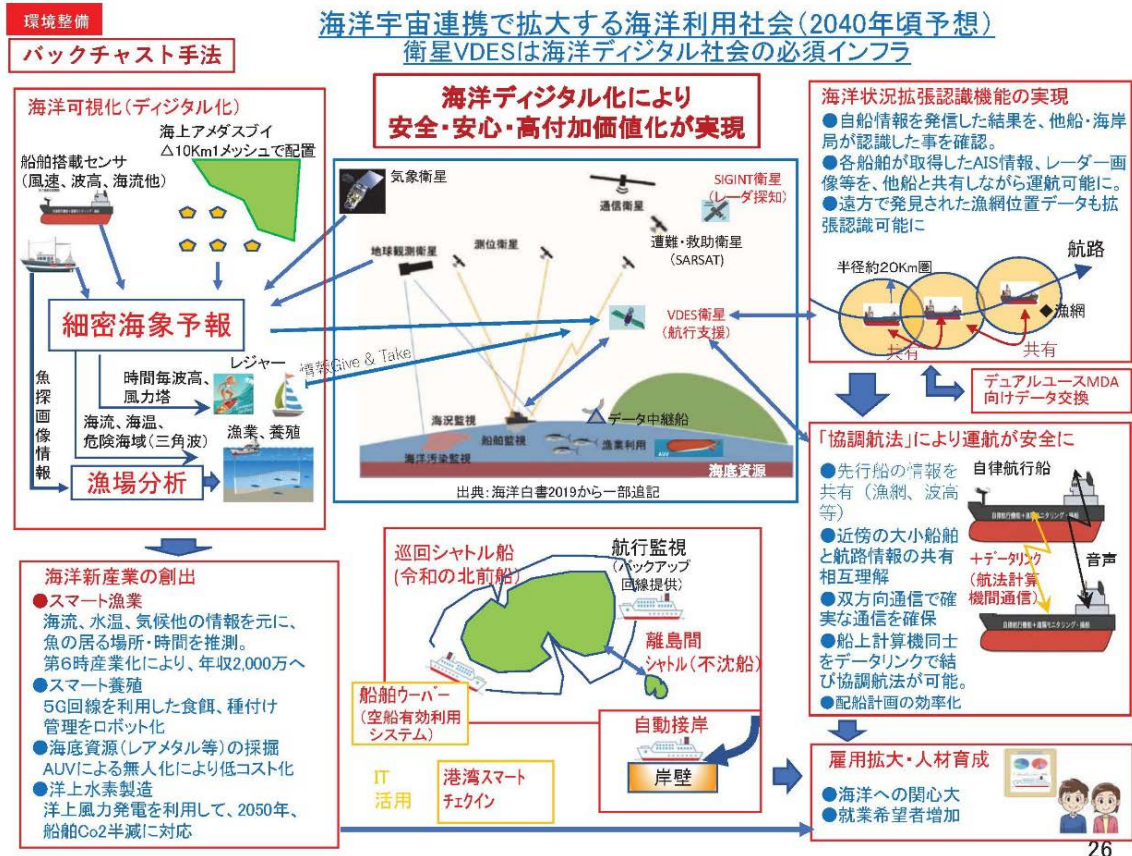 環境整備
海洋宇宙連携で拡大する海洋利用社会(2040年頃予想)
衛星VDESは海洋ディジタル社会の必須インフラ
バックチャスト手法
海洋可視化(ディジタル化)
海上アメダスブイ
△10Km1メッシュで配置
船舶搭載センサ
(風速、波高、海流他)
細密海象予報
レジャー
時間毎波高、
風力塔
海流、海温、
危険海域(三角波)
漁業、養殖
魚探画像情報
漁場分析
情報Give & Take
海洋ディジタル化により
安全・安心・高付加価値化が実現
気象衛星
通信衛星
SIGINT衛星
(レーダ探知)
地球観測衛星
測位衛星
遭難・救助衛星
(SARSAT)
VDES衛星
(航行支援)
海況監視
データ中継船
船舶監視
漁業利用
AUV
海洋汚染監視
海底資源
出典:海洋白書2019から一部追記
海洋状況拡張認識機能の実現
●自船情報を発信した結果を、他船・海岸
局が認識した事を確認。
●各船舶が取得したAIS情報、レーダー画
像等を、他船と共有しながら運航可能に。
●遠方で発見された漁網位置データも拡
張認識可能に
航路
半径約20Km圏
◆漁網
共有
共有
デュアルユースMDA
向けデータ交換
「協調航法」により運航が安全に
●先行船の情報を
共有(漁網、波高
等)
●近傍の大小船舶
と航路情報の共有
相互理解
●双方向通信で確
実な通信を確保
●船上計算機同士
をデータリンクで結
び協調航法が可能。
●配船計画の効率化
自律航行船
+データリンク
(航法計算
機間通信)
音声
海洋新産業の創出
●スマート漁業
海流、水温、気候他の情報を元に、
魚の居る場所・時間を推測。
第6時産業化により、年収2,000万へ
●スマート養殖
5G回線を利用した食餌、種付け
管理をロボット化
●海底資源(レアメタル等)の採掘
AUVによる無人化により低コスト化
●洋上水素製造
洋上風力発電を利用して、2050年、
船舶Co2半減に対応
巡回シャトル船
(令和の北前船)
航行監視
(バックアップ
回線提供)
離島間
シャトル(不沈船)
船舶ウーバー
(空船有効利用
システム)
自動接岸
岸壁
IT
活用
港湾スマート
チェクイン
雇用拡大・人材育成
●海洋への関心大
●就業希望者増加
26